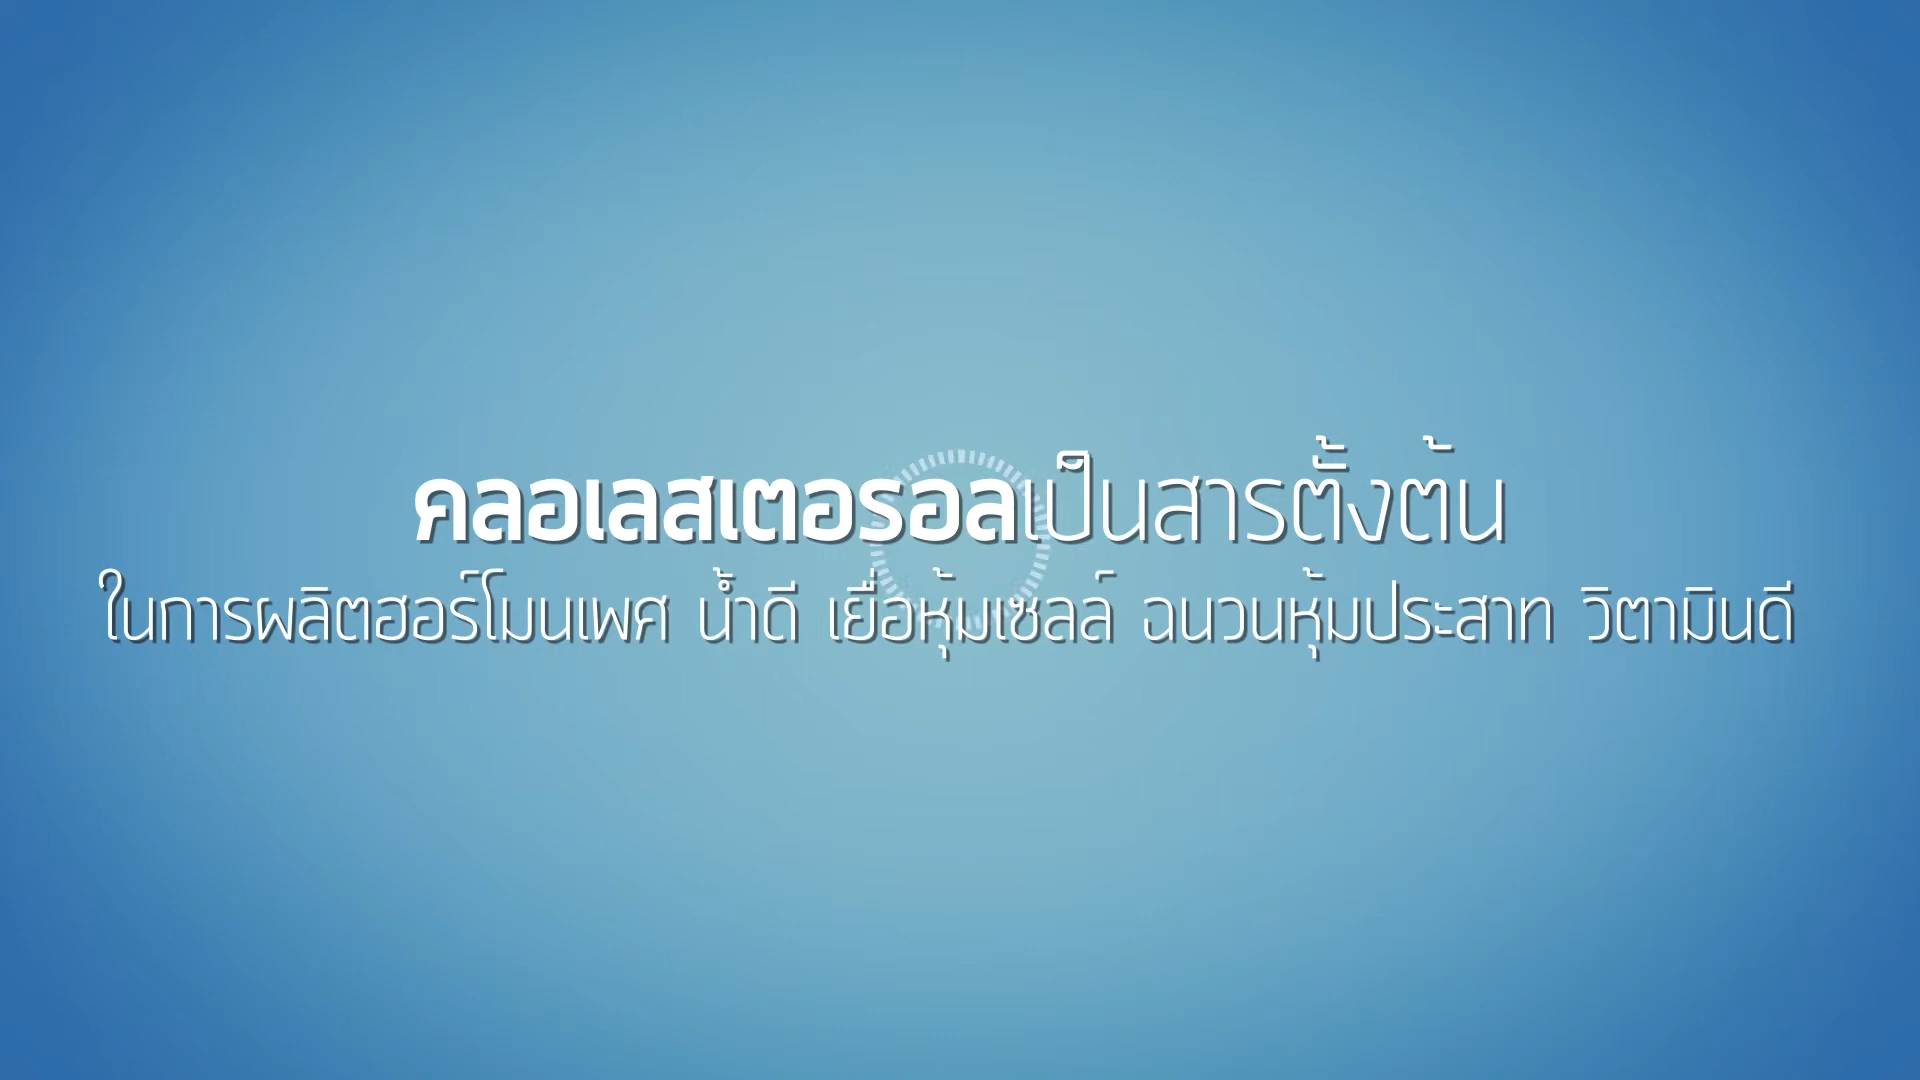 คลอเลสเตอรอลเป็นสารตั้งต้น
ในการผลิตฮอร์โมนเพศ น้ำดี เยื่อหุ้มเซลล์ ฉนวนหุ้มประสาท วิตามินดี